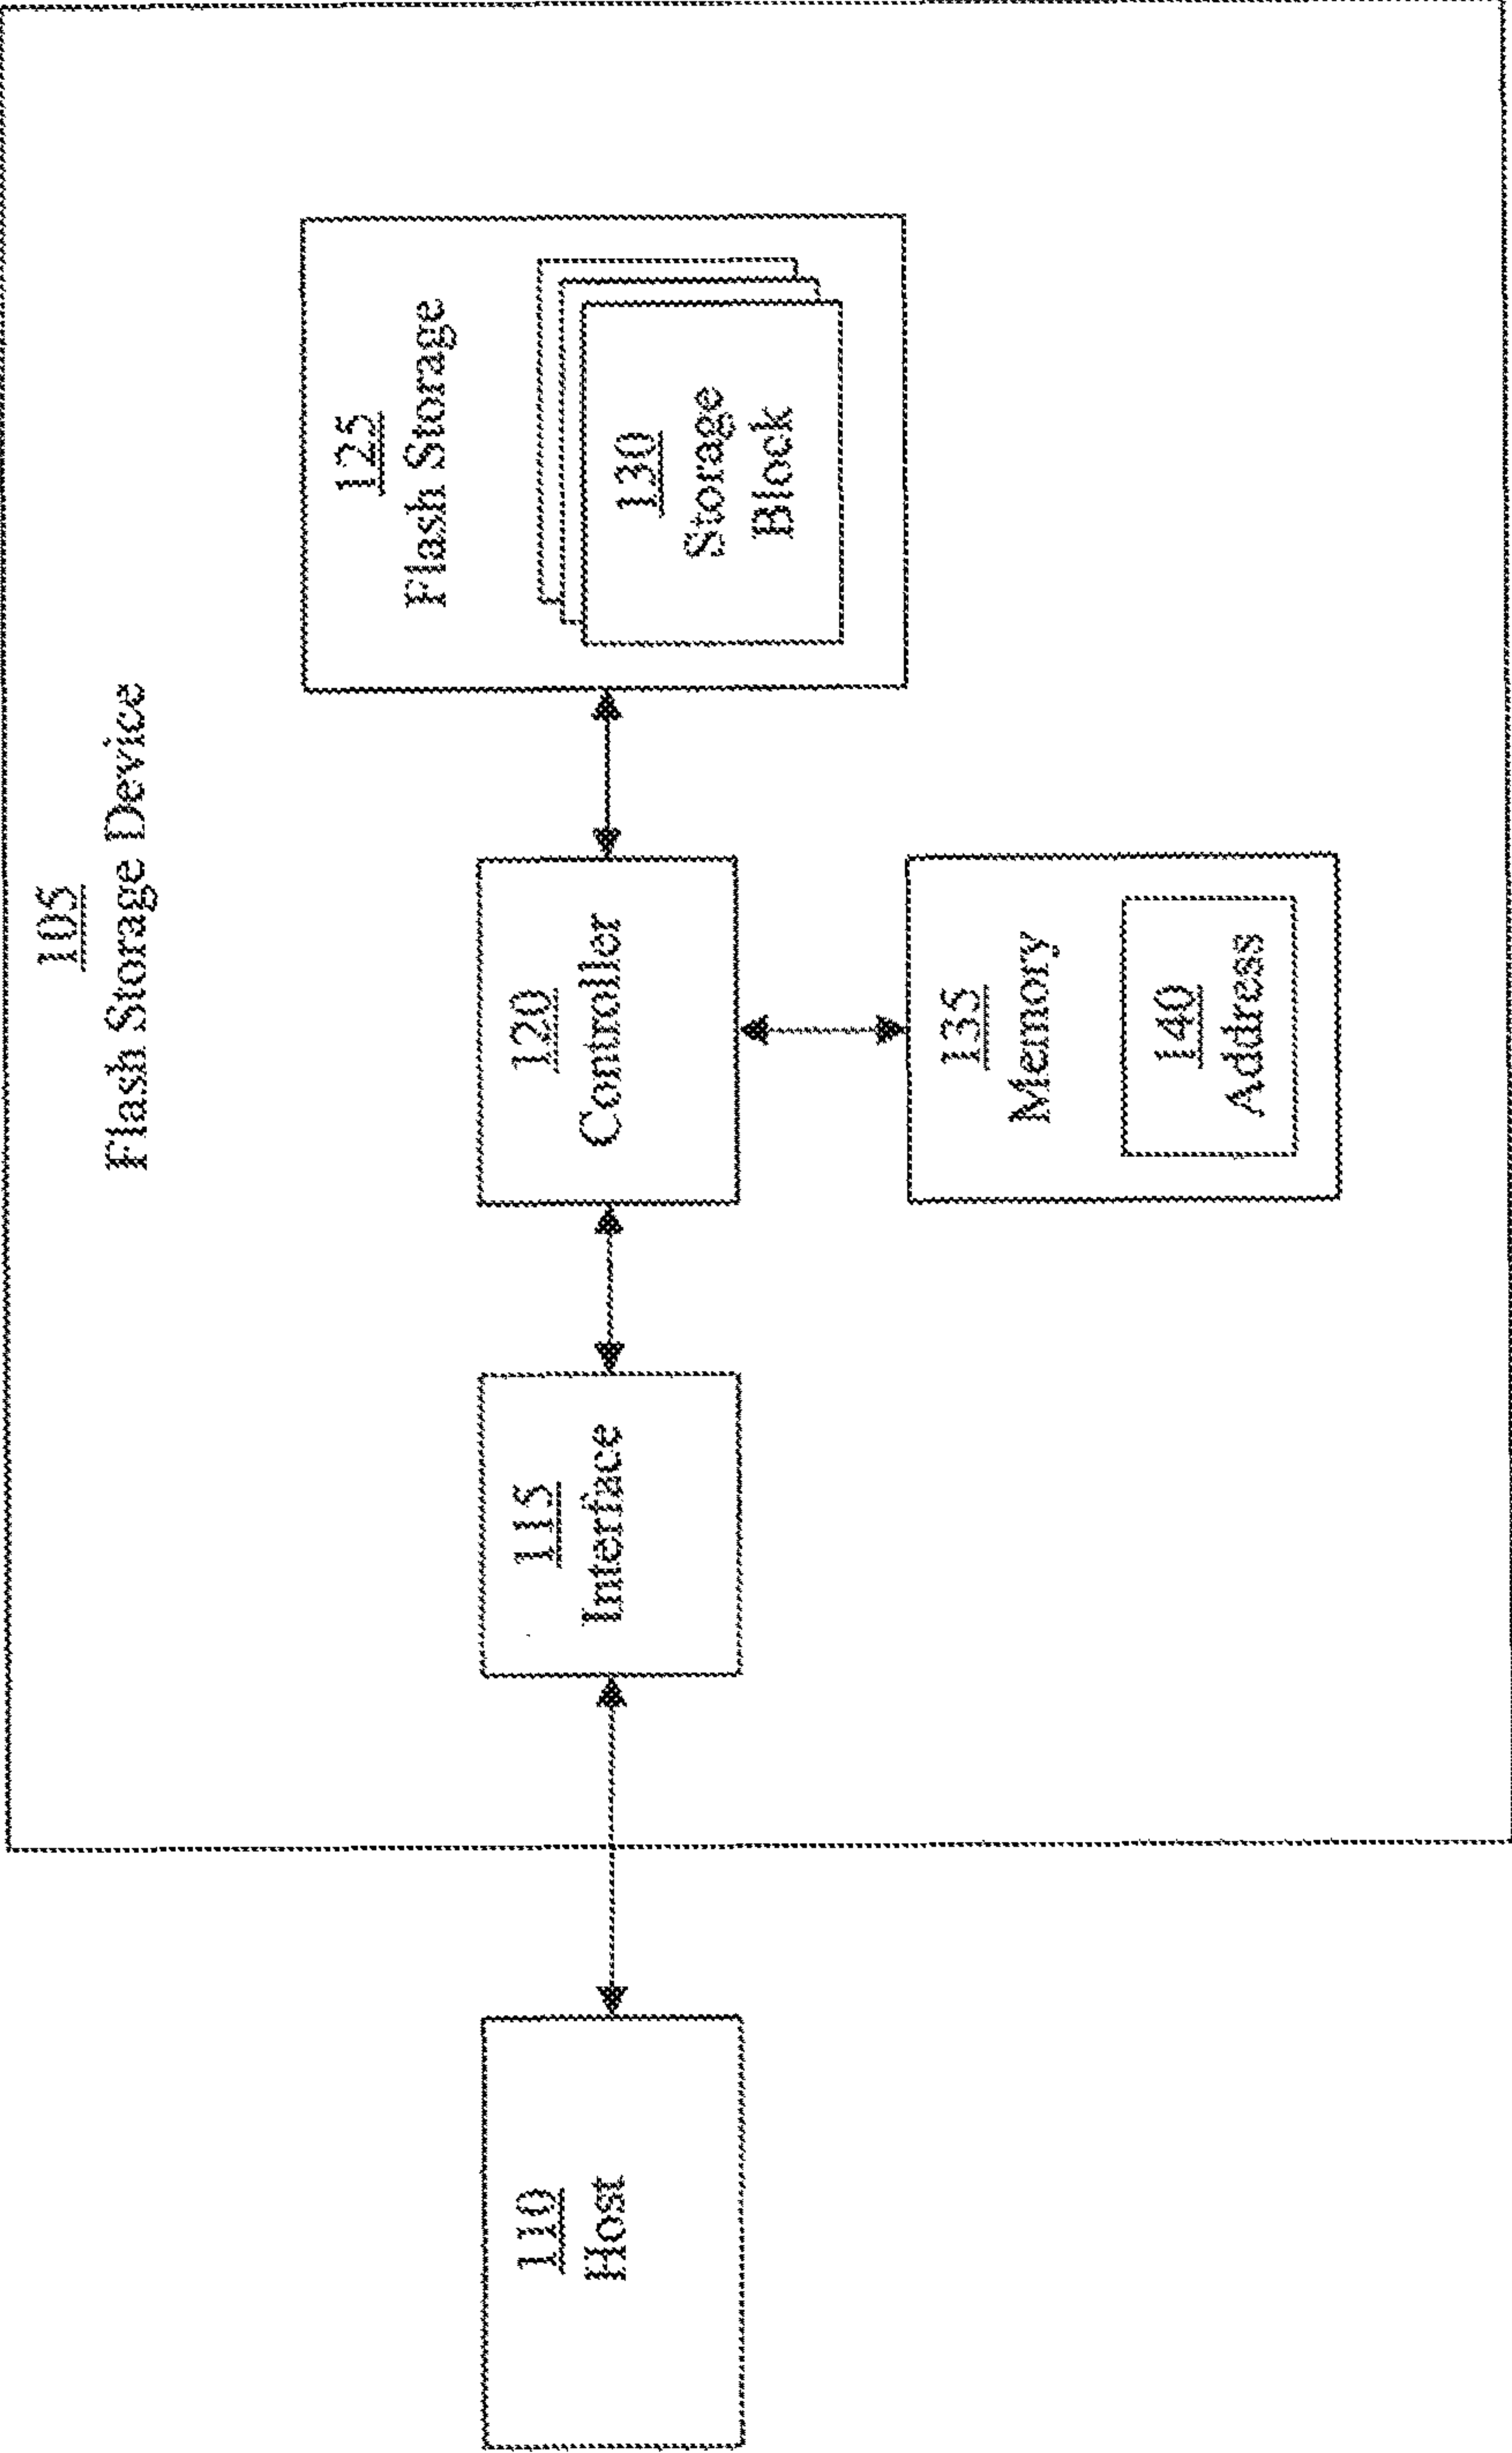 105
Flash Storage Device
110
Host
115
Interface
120
Controller
125
Flash Storage
130
Storage
Block
135
Memory
140
Address